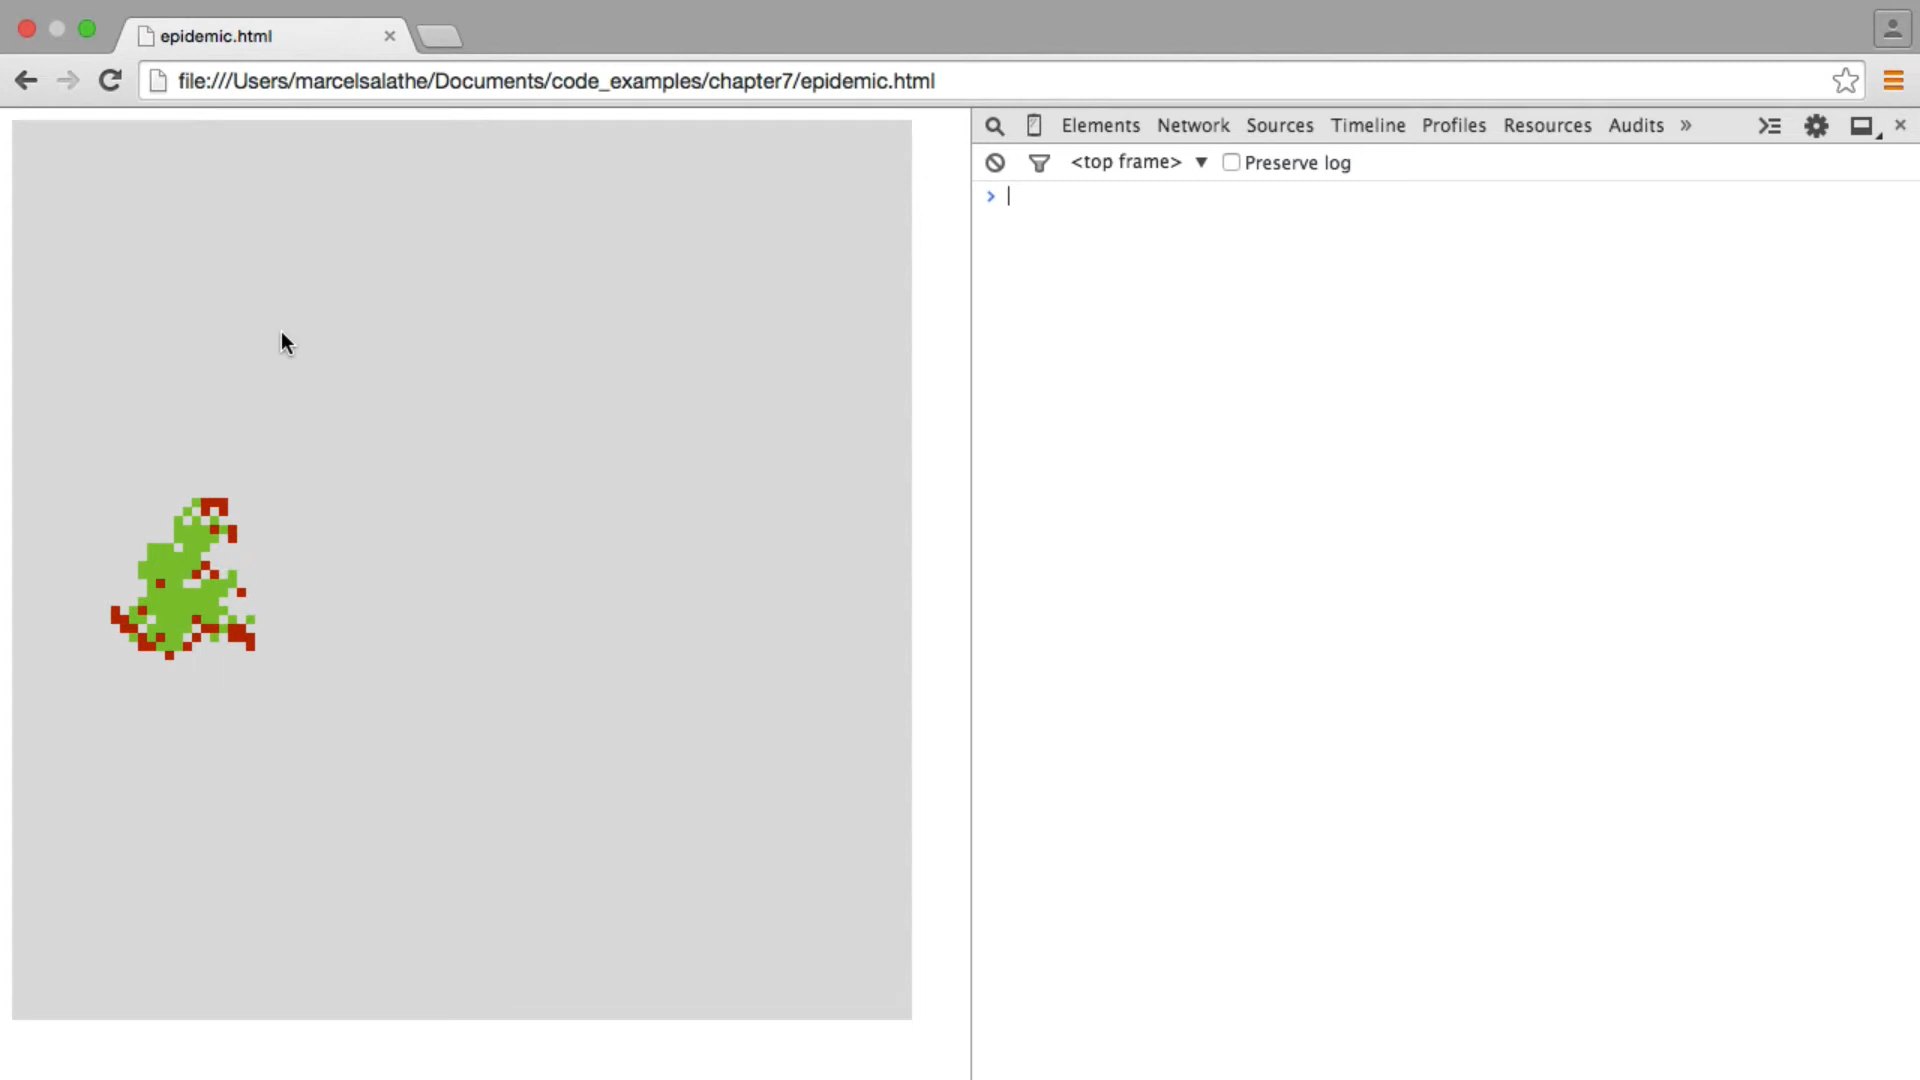 epidemic.html
file:///Users/marcelsalathe/Documents/code_examples/chapter7/epidemic.html
Elements Network Sources Timeline Profiles Resources Audits »
<top frame> ▼ Preserve log